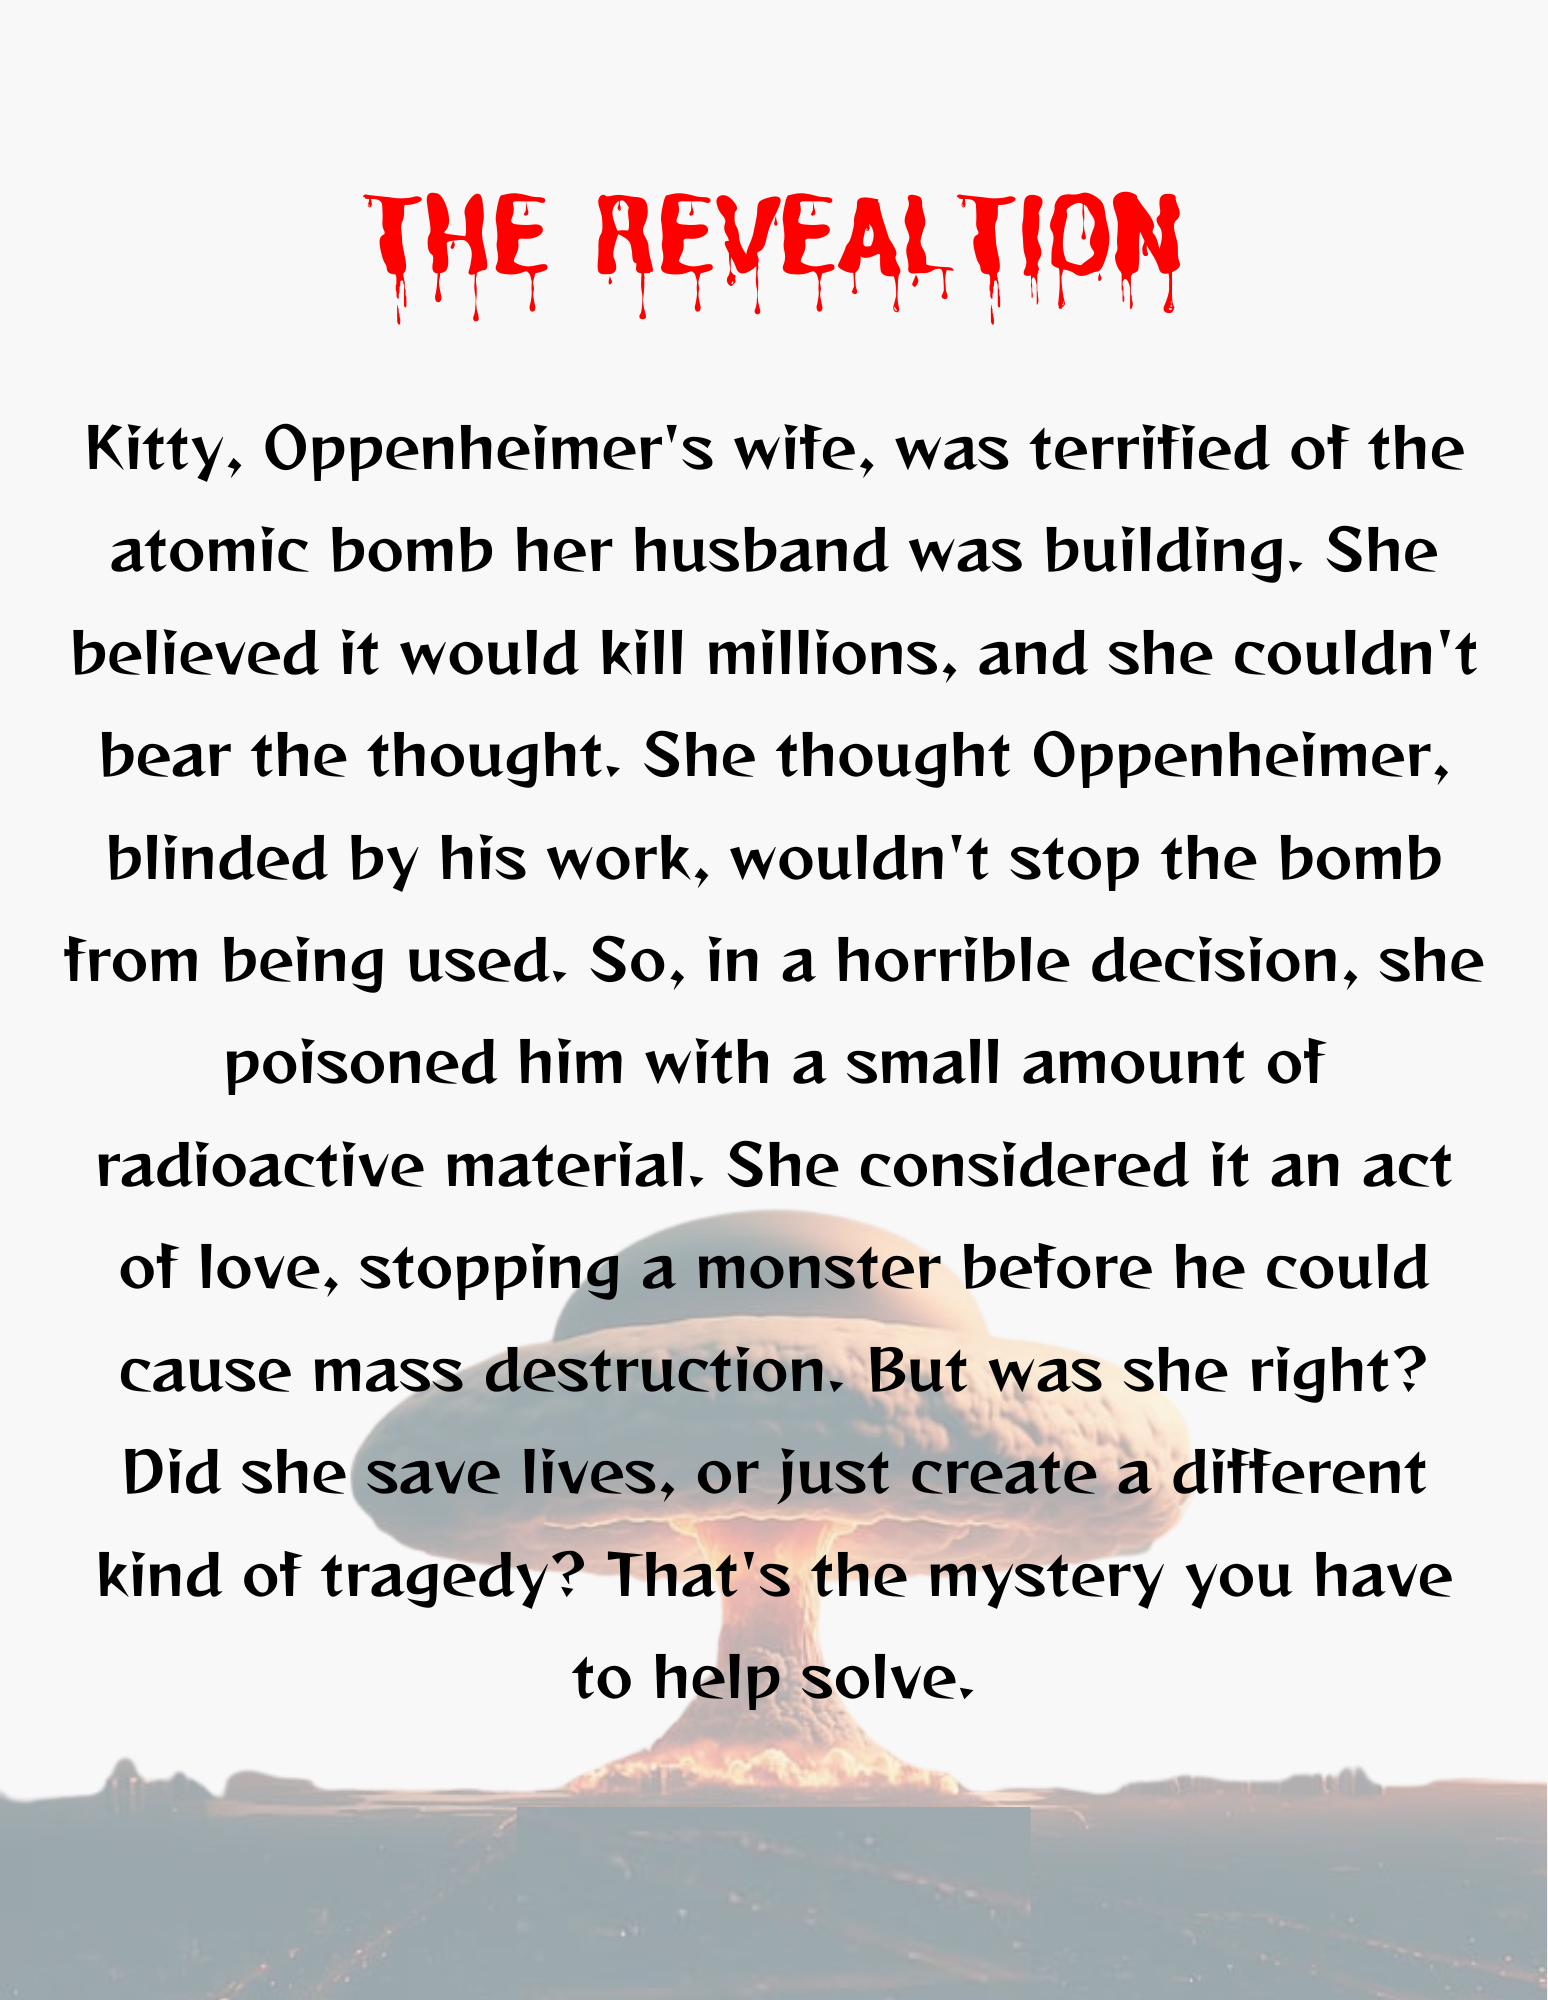 THE REVEALTION
Kitty, Oppenheimer's wife, was terrified of the
atomic bomb her husband was building. She
believed it would kill millions, and she couldn't
bear the thought. She thought Oppenheimer,
blinded by his work, wouldn't stop the bomb
from being used. So, in a horrible decision, she
poisoned him with a small amount of
radioactive material. She considered it an act
of love, stopping a monster before he could
cause mass destruction. But was she right?
Did she save lives, or just create a different
kind of tragedy? That's the mystery you have
to help solve.